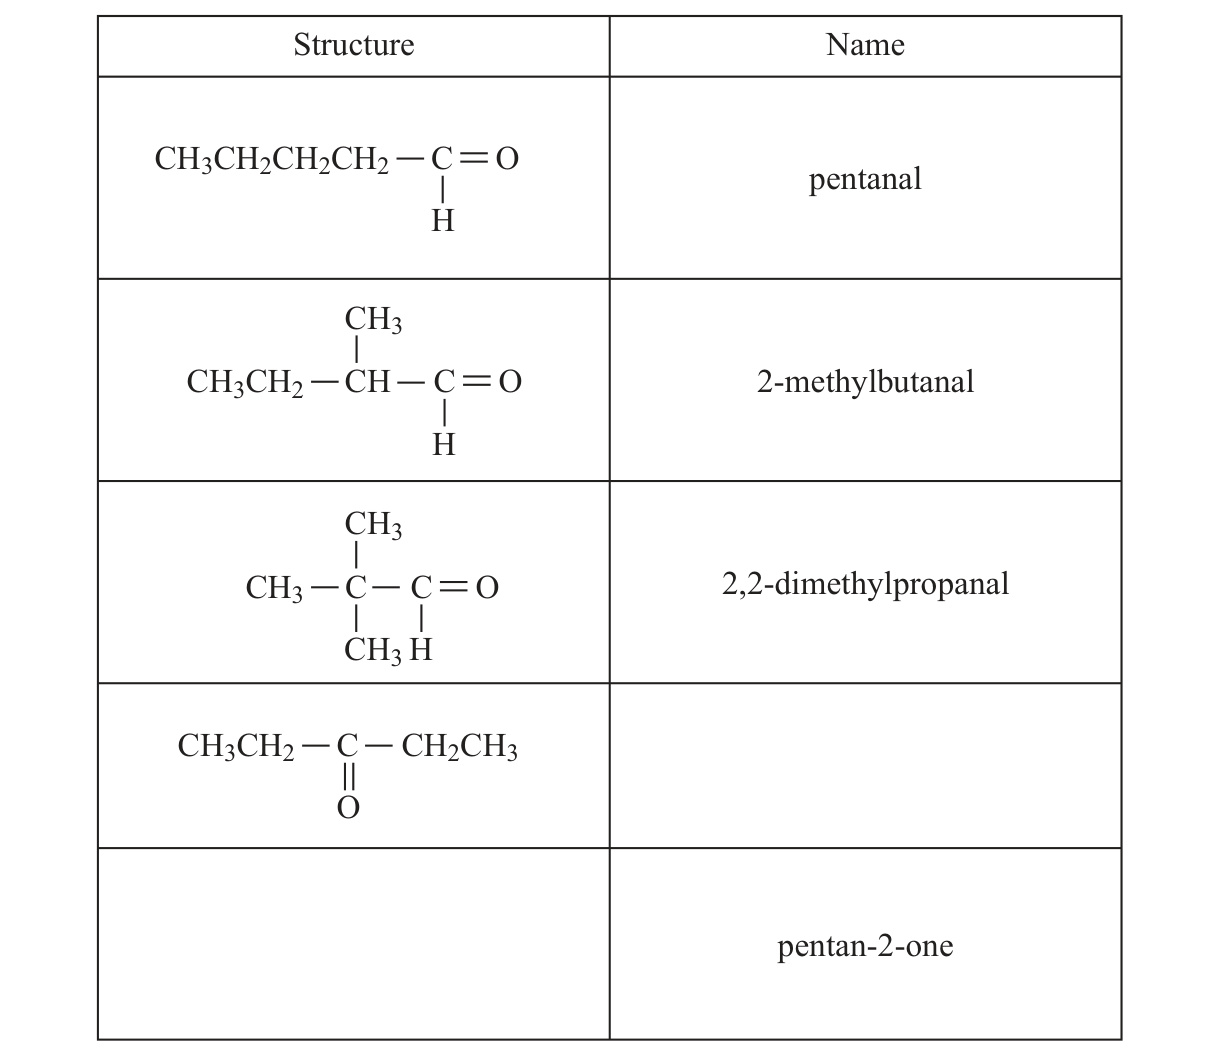 Structure Name
CH₃CH₂CH₂CH₂—C=O
|
H
pentanal
CH₃
|
CH₃CH₂—CH—C=O
|
H
2-methylbutanal
CH₃
|
CH₃—C—C=O
| |
CH₃ H
2,2-dimethylpropanal
CH₃CH₂—C—CH₂CH₃
||
O
pentan-2-one